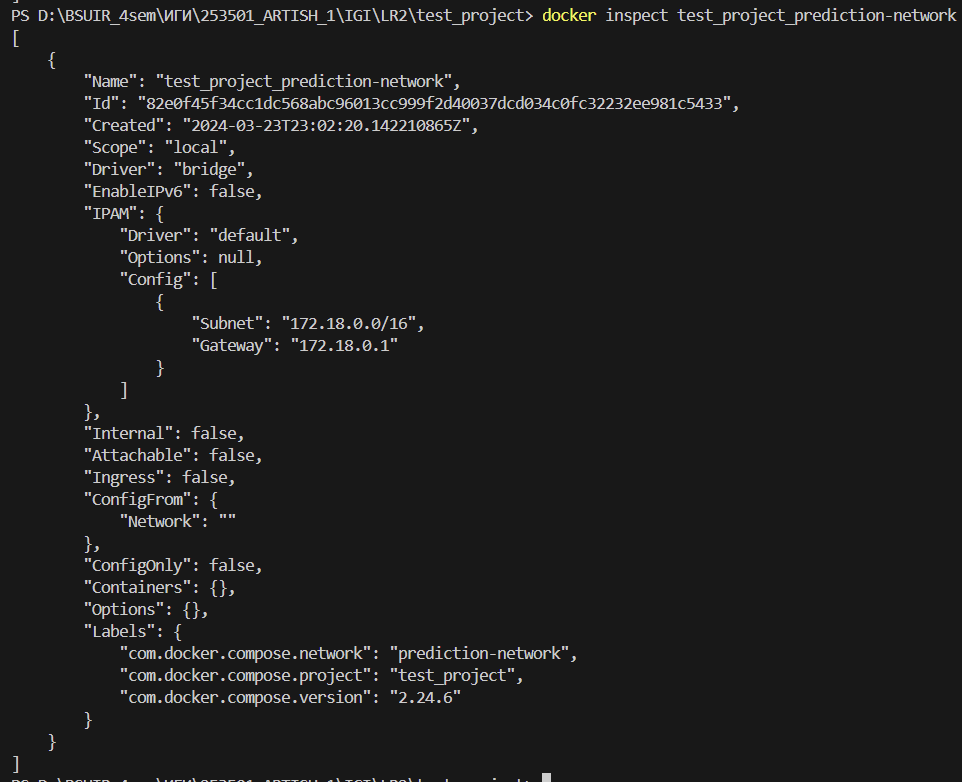 PS D:\BSUIR_4sem\ИГИ\253501_ARTISH_1\IGI\LR2\test_project> docker inspect test_project_prediction-network
[
    {
        "Name": "test_project_prediction-network",
        "Id": "82e0f45f34cc1dc568abc96013cc999f2d40037dcd034c0fc32232ee981c5433",
        "Created": "2024-03-23T23:02:20.142210865Z",
        "Scope": "local",
        "Driver": "bridge",
        "EnableIPv6": false,
        "IPAM": {
            "Driver": "default",
            "Options": null,
            "Config": [
                {
                    "Subnet": "172.18.0.0/16",
                    "Gateway": "172.18.0.1"
                }
            ]
        },
        "Internal": false,
        "Attachable": false,
        "Ingress": false,
        "ConfigFrom": {
            "Network": ""
        },
        "ConfigOnly": false,
        "Containers": {},
        "Options": {},
        "Labels": {
            "com.docker.compose.network": "prediction-network",
            "com.docker.compose.project": "test_project",
            "com.docker.compose.version": "2.24.6"
        }
    }
]